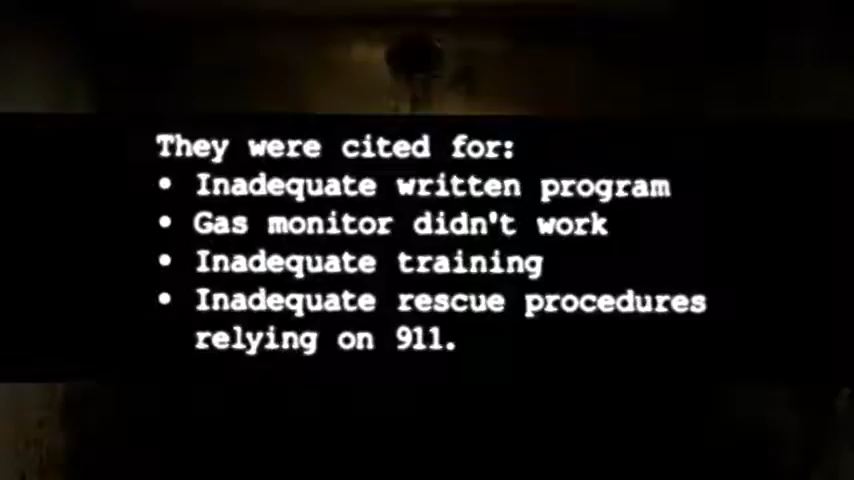 They were cited for:
• Inadequate written program
• Gas monitor didn't work
• Inadequate training
• Inadequate rescue procedures
relying on 911.